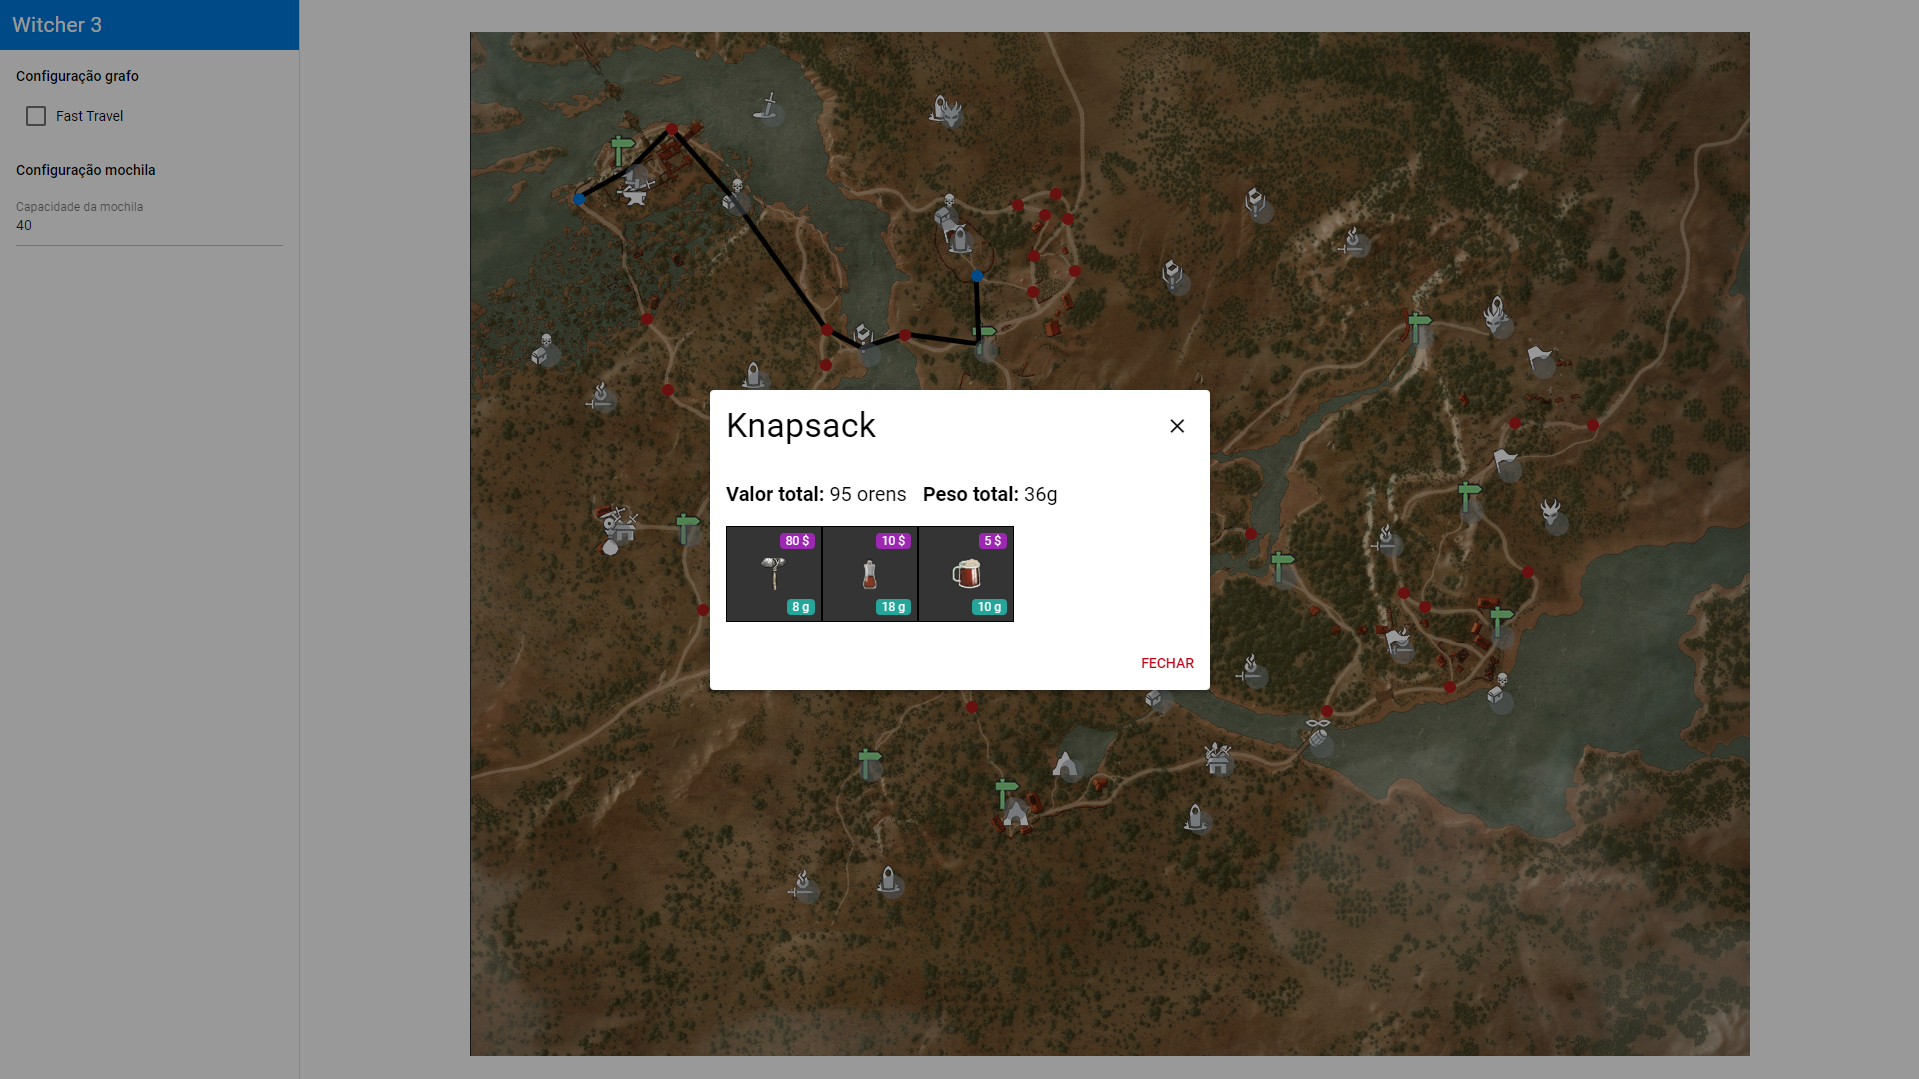 Witcher 3
Configuração grafo
Fast Travel
Configuração mochila
Capacidade da mochila
40
Knapsack
Valor total: 95 orens Peso total: 36g
80 $ 10 $ 5 $
8 g 18 g 10 g
FECHAR